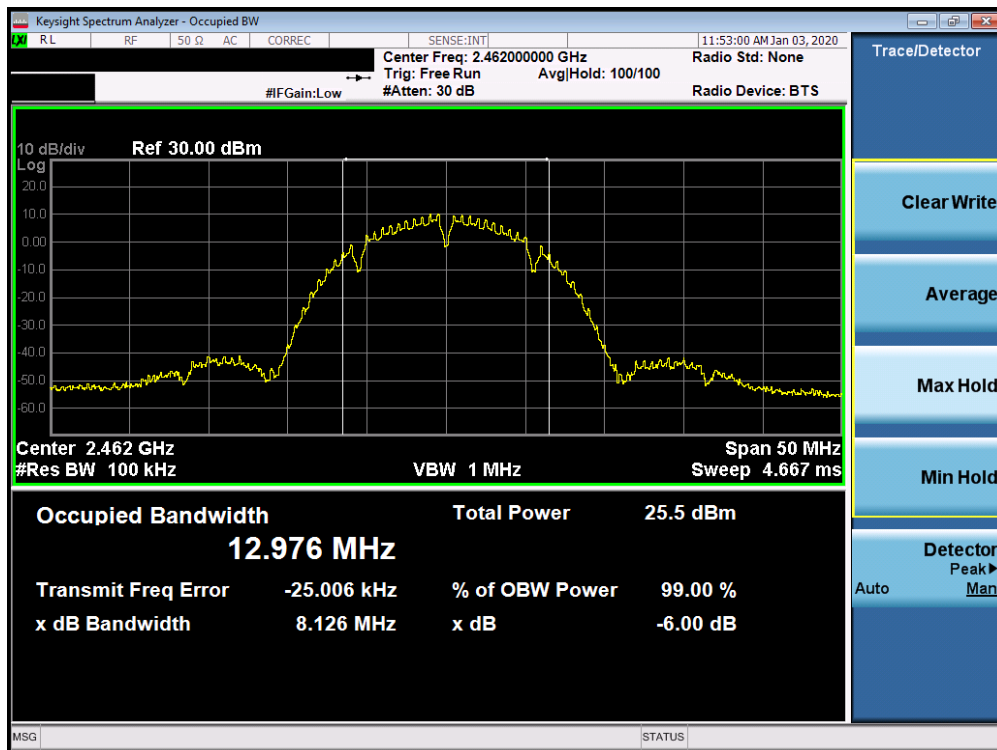 Keysight Spectrum Analyzer - Occupied BW
LXI RL RF 50 Ω AC CORREC SENSE:INT 11:53:00 AM Jan 03, 2020
Center Freq: 2.462000000 GHz Radio Std: None
Trig: Free Run Avg|Hold: 100/100
#IFGain:Low #Atten: 30 dB Radio Device: BTS
10 dB/div Ref 30.00 dBm
Log
20.0
10.0
0.00
-10.0
-20.0
-30.0
-40.0
-50.0
-60.0
Center 2.462 GHz Span 50 MHz
#Res BW 100 kHz VBW 1 MHz Sweep 4.667 ms
Occupied Bandwidth Total Power 25.5 dBm
12.976 MHz
Transmit Freq Error -25.006 kHz % of OBW Power 99.00 %
x dB Bandwidth 8.126 MHz x dB -6.00 dB
MSG STATUS
Trace/Detector
Clear Write
Average
Max Hold
Min Hold
Detector
Peak▶
Auto Man